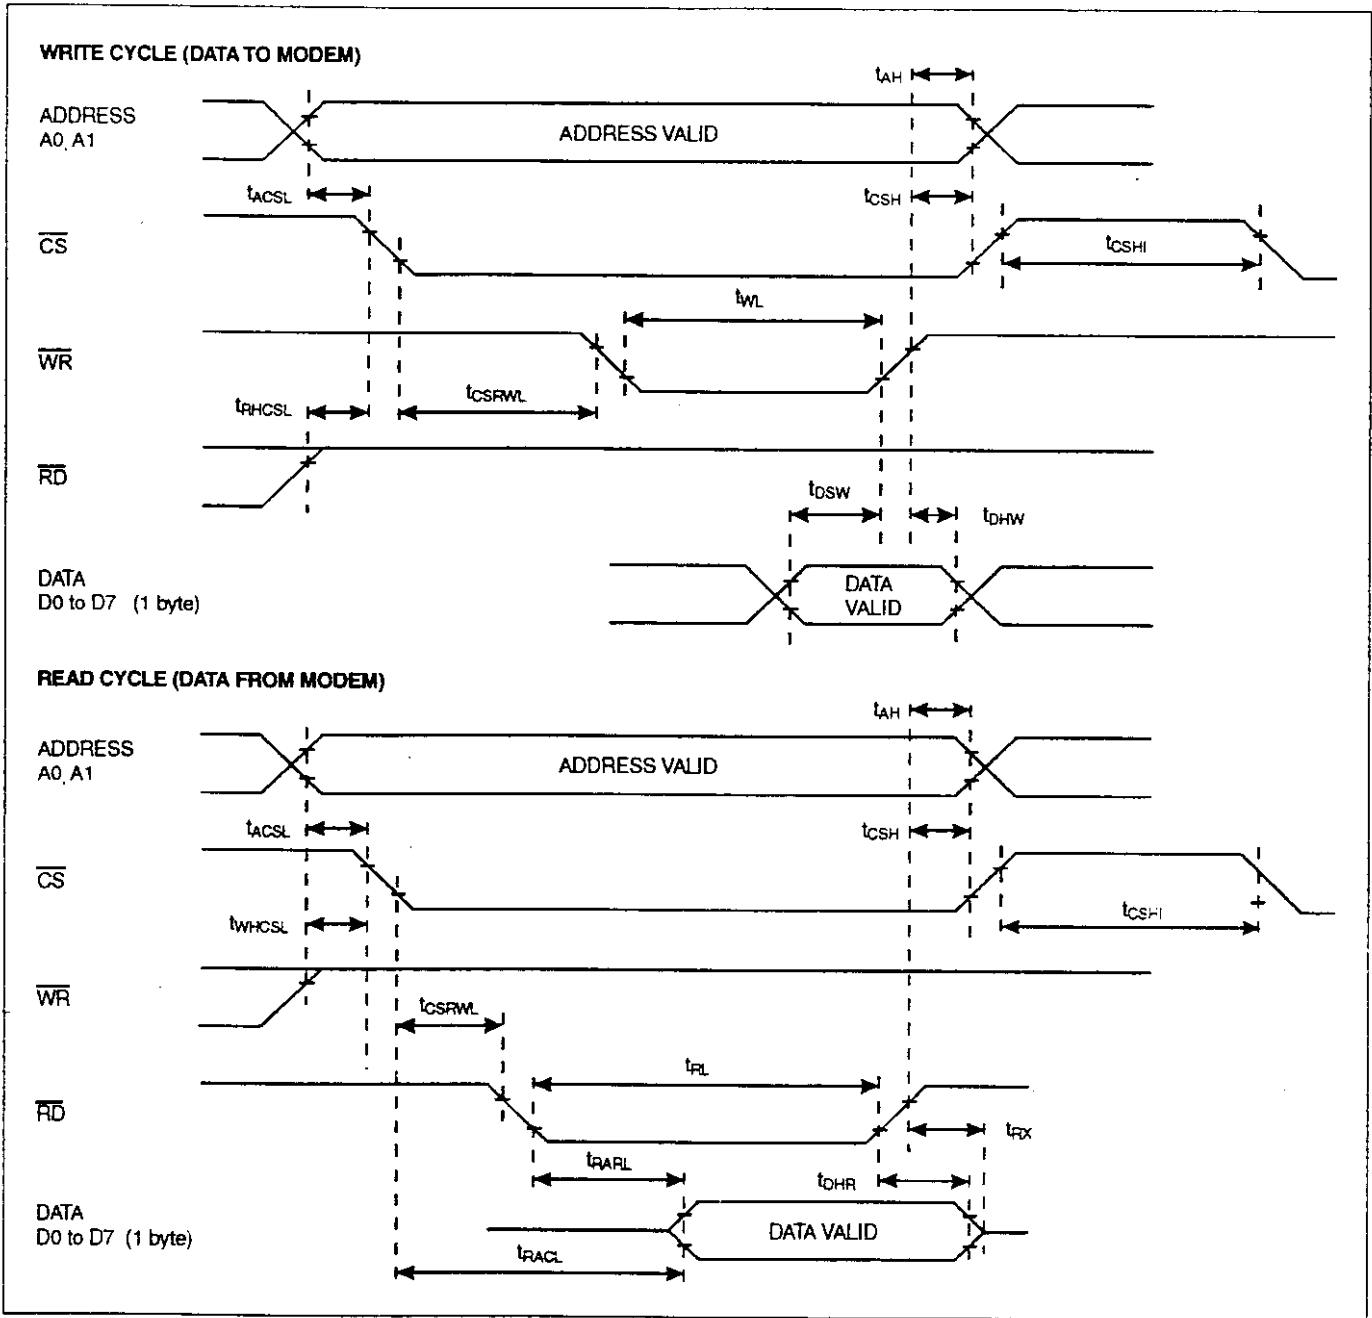 WRITE CYCLE (DATA TO MODEM)
tAH
ADDRESS
A0, A1
ADDRESS VALID
tACSL
tCSH
CS
tCSHI
tWL
WR
tRHCSL
tCSRWL
RD
tDSW
tDHW
DATA
D0 to D7 (1 byte)
DATA
VALID
READ CYCLE (DATA FROM MODEM)
tAH
ADDRESS
A0, A1
ADDRESS VALID
tACSL
tCSH
CS
tWHCSL
tCSHI
WR
tCSRWL
tRL
RD
tRX
tRARL
tDHR
DATA
D0 to D7 (1 byte)
DATA VALID
tRACL